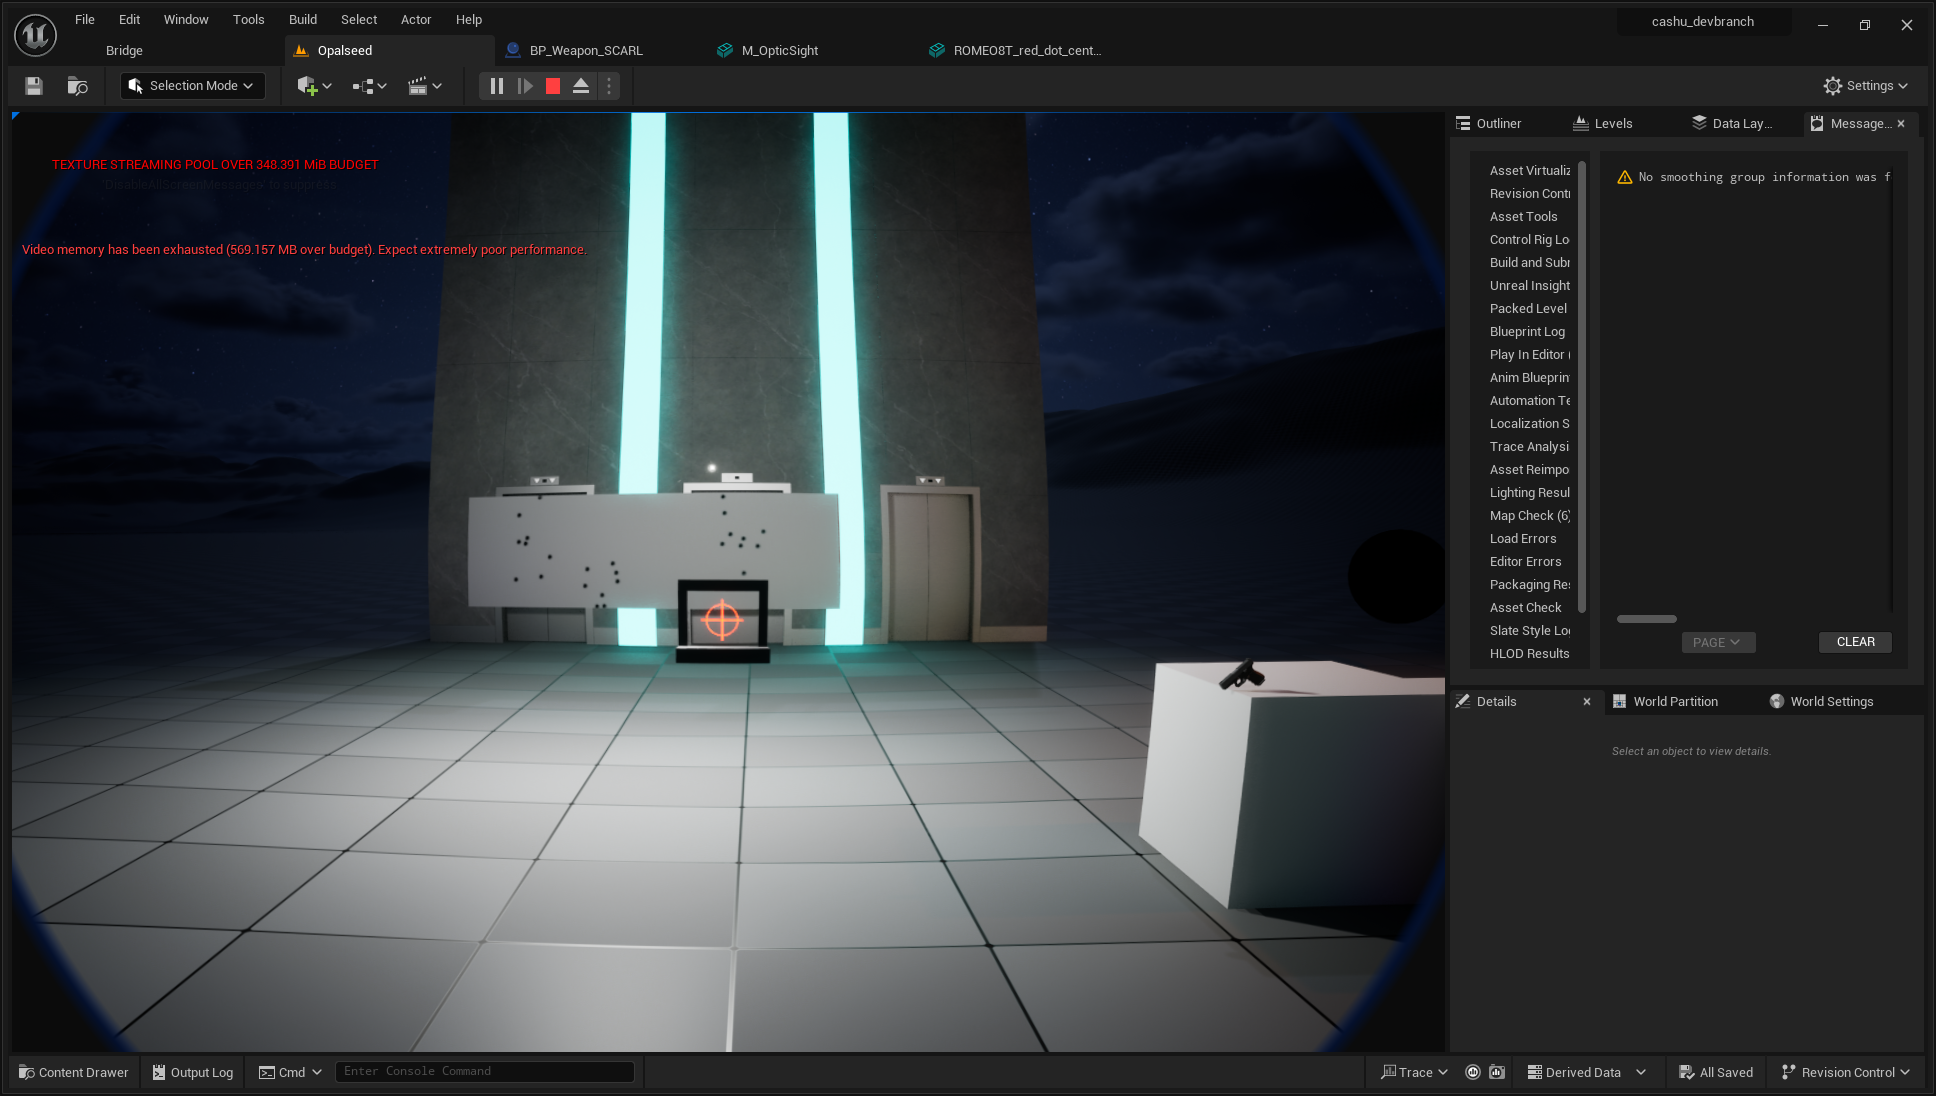 File Edit Window Tools Build Select Actor Help
cashu_devbranch
Bridge
Opalseed
BP_Weapon_SCARL
M_OpticSight
ROMEO8T_red_dot_cent...
Selection Mode
Settings
TEXTURE STREAMING POOL OVER 348.391 MiB BUDGET
'DisableAllScreenMessages' to suppress
Video memory has been exhausted (569.157 MB over budget). Expect extremely poor performance.
Outliner
Levels
Data Lay...
Message...
Asset Virtualiz
Revision Contr
Asset Tools
Control Rig Lo
Build and Subr
Unreal Insight
Packed Level
Blueprint Log
Play In Editor (
Anim Blueprin
Automation Te
Localization S
Trace Analysi
Asset Reimpo
Lighting Resul
Map Check (6)
Load Errors
Editor Errors
Packaging Res
Asset Check
Slate Style Log
HLOD Results
No smoothing group information was f
PAGE
CLEAR
Details
World Partition
World Settings
Select an object to view details.
Content Drawer
Output Log
Cmd
Enter Console Command
Trace
Derived Data
All Saved
Revision Control